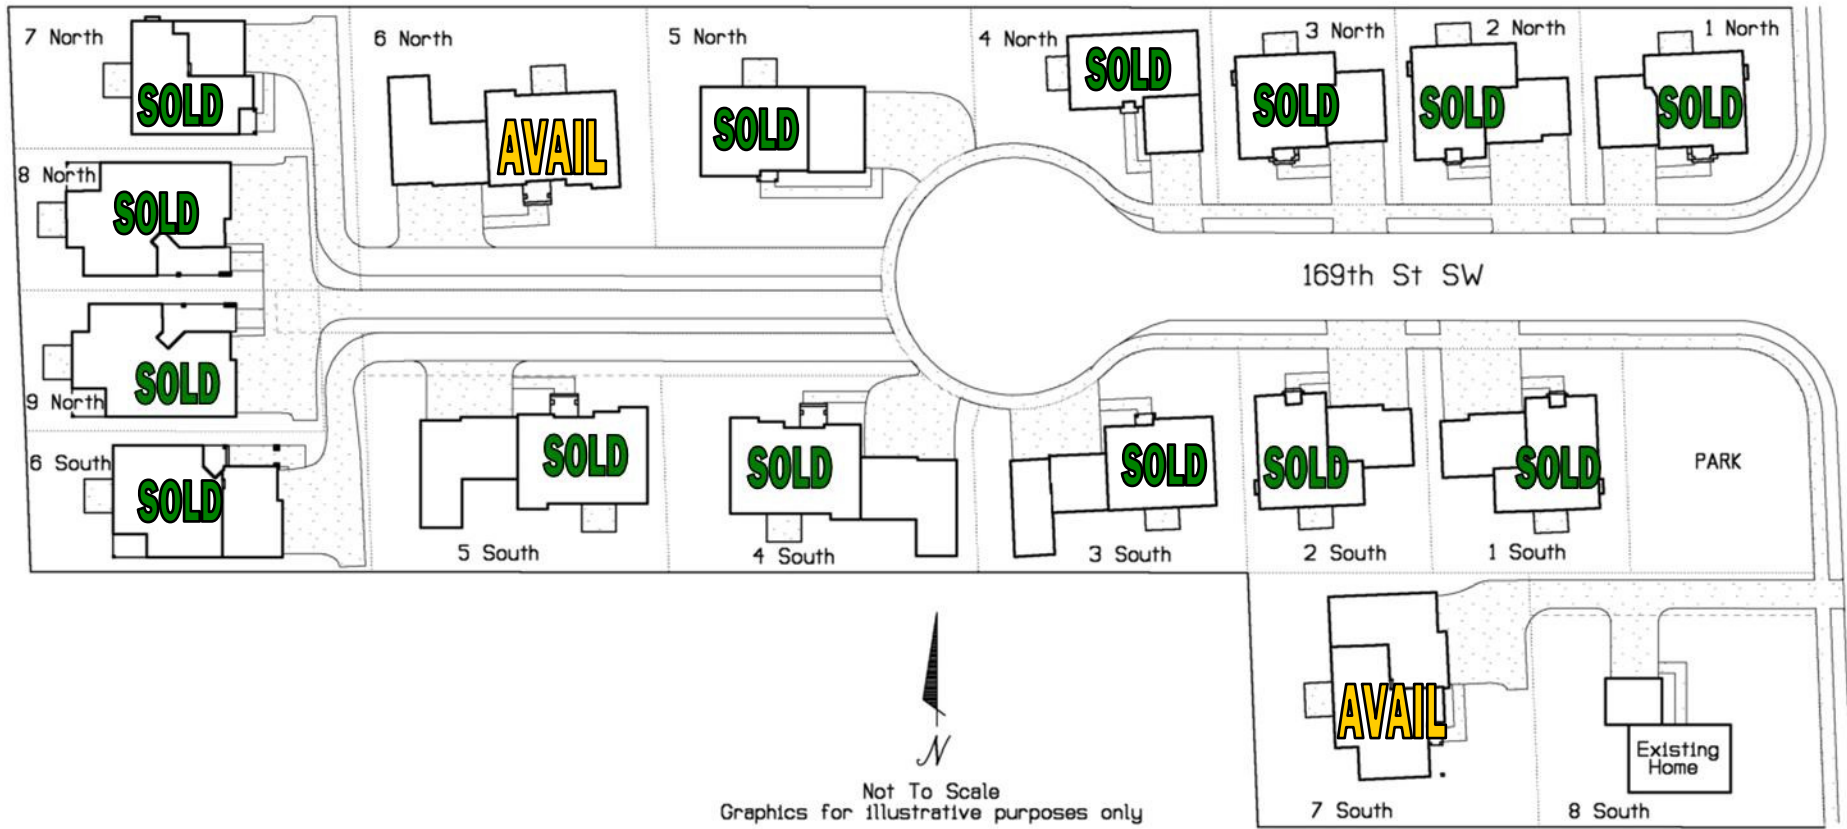 7 North
SOLD
6 North
AVAIL
5 North
SOLD
4 North
SOLD
3 North
SOLD
2 North
SOLD
1 North
SOLD
8 North
SOLD
169th St SW
9 North
SOLD
6 South
SOLD
5 South
SOLD
4 South
SOLD
3 South
SOLD
2 South
SOLD
1 South
SOLD
PARK
7 South
AVAIL
8 South
Existing
Home
N
Not To Scale
Graphics for illustrative purposes only